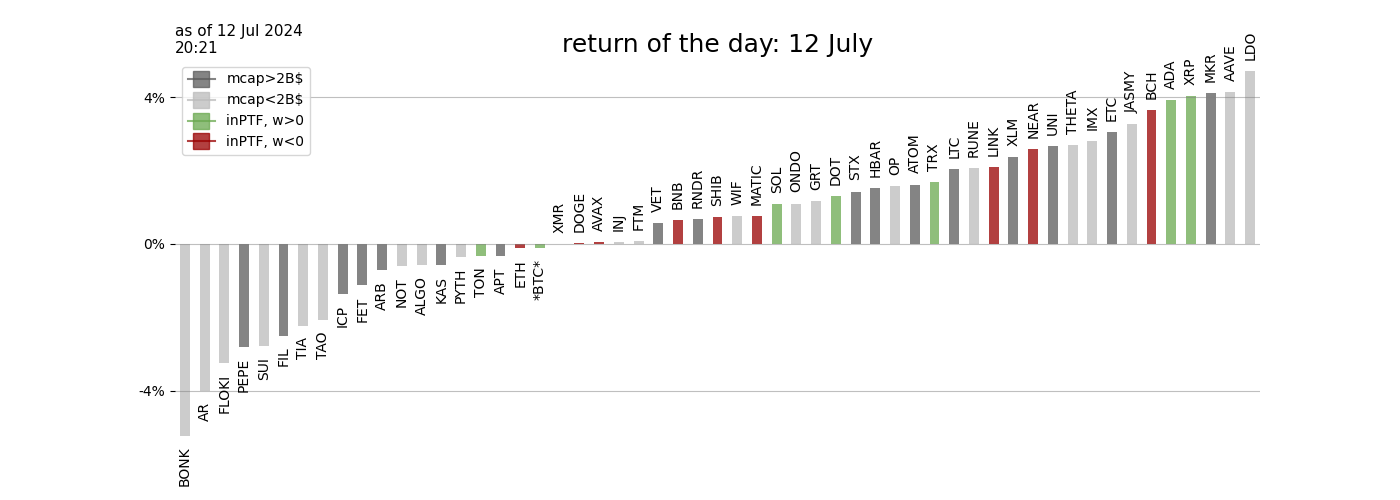 as of 12 Jul 2024
20:21
return of the day: 12 July
mcap>2B$
mcap<2B$
inPTF, w>0
inPTF, w<0
4%
0%
-4%
BONK
AR
FLOKI
PEPE
SUI
FIL
TIA
TAO
ICP
FET
ARB
NOT
ALGO
KAS
PYTH
TON
APT
ETH
*BTC*
XMR
DOGE
AVAX
INJ
FTM
VET
BNB
RNDR
SHIB
WIF
MATIC
SOL
ONDO
GRT
DOT
STX
HBAR
OP
ATOM
TRX
LTC
RUNE
LINK
XLM
NEAR
UNI
THETA
IMX
ETC
JASMY
BCH
ADA
XRP
MKR
AAVE
LDO